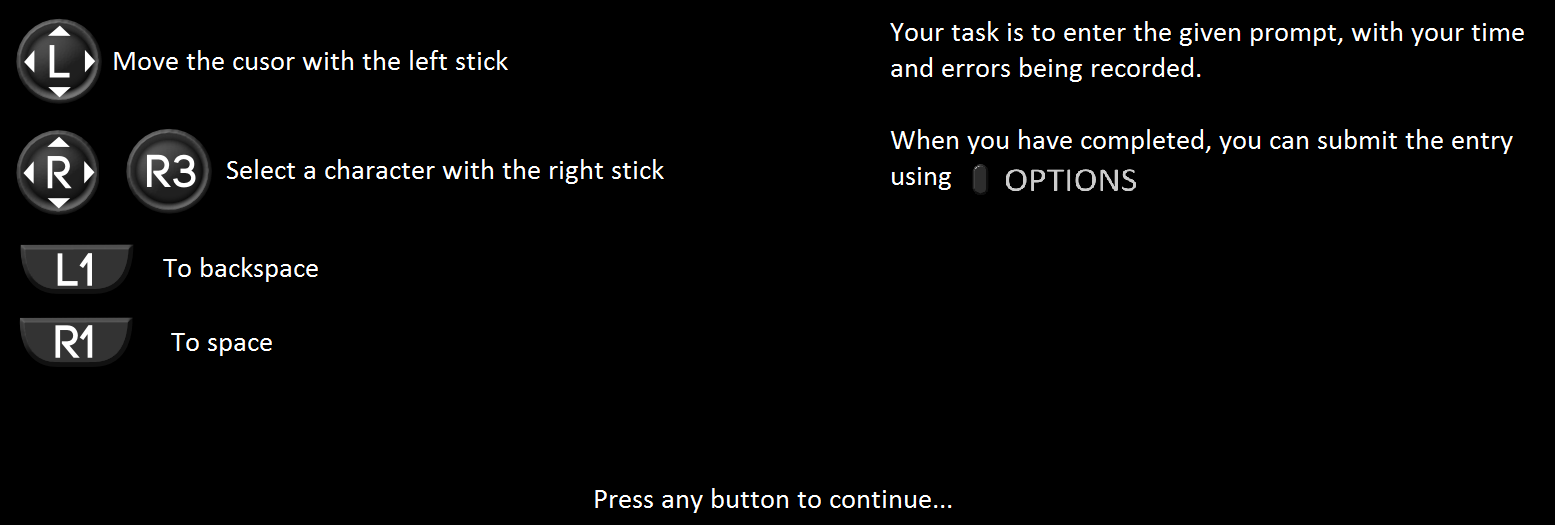 L Move the cusor with the left stick
R R3 Select a character with the right stick
L1 To backspace
R1 To space
Your task is to enter the given prompt, with your time
and errors being recorded.
When you have completed, you can submit the entry
using OPTIONS
Press any button to continue...